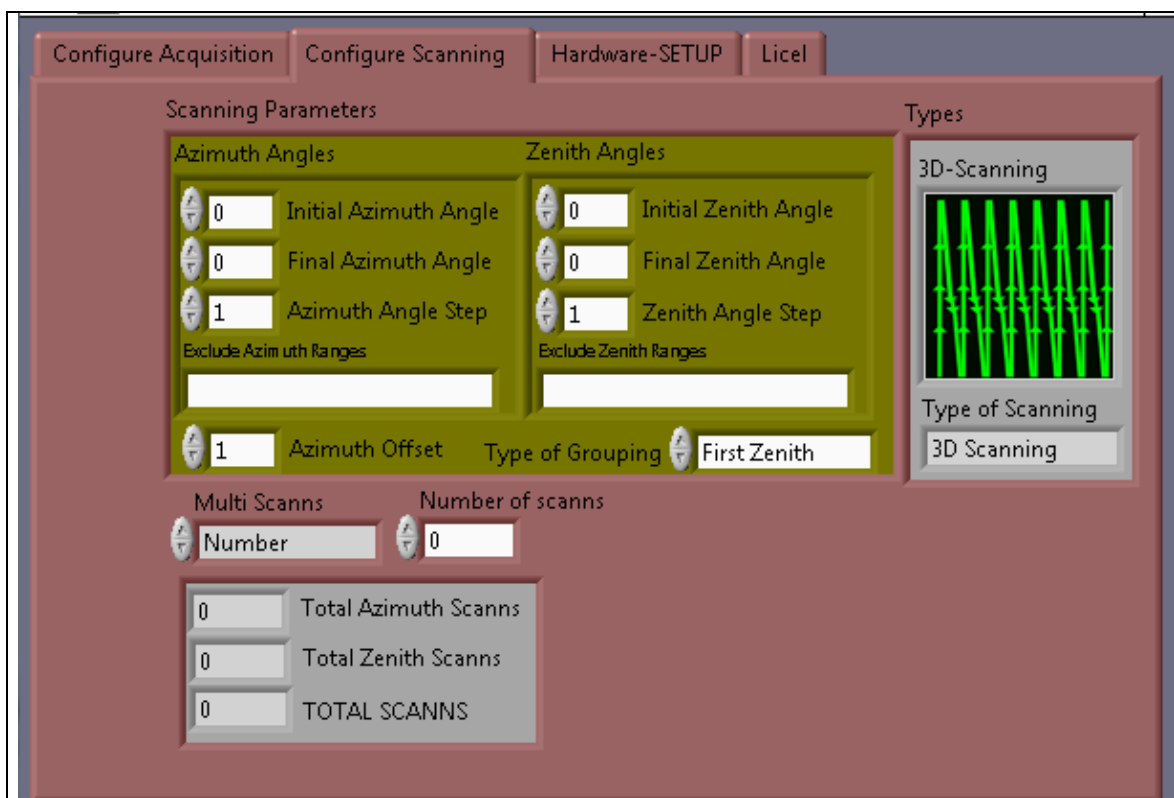 Configure Acquisition Configure Scanning Hardware-SETUP Licel
Scanning Parameters
Types
Azimuth Angles
Zenith Angles
3D-Scanning
0 Initial Azimuth Angle
0 Initial Zenith Angle
0 Final Azimuth Angle
0 Final Zenith Angle
1 Azimuth Angle Step
1 Zenith Angle Step
Exclude Azimuth Ranges
Exclude Zenith Ranges
Type of Scanning
3D Scanning
1 Azimuth Offset
Type of Grouping First Zenith
Multi Scanns
Number of scanns
Number
0
0 Total Azimuth Scanns
0 Total Zenith Scanns
0 TOTAL SCANNS